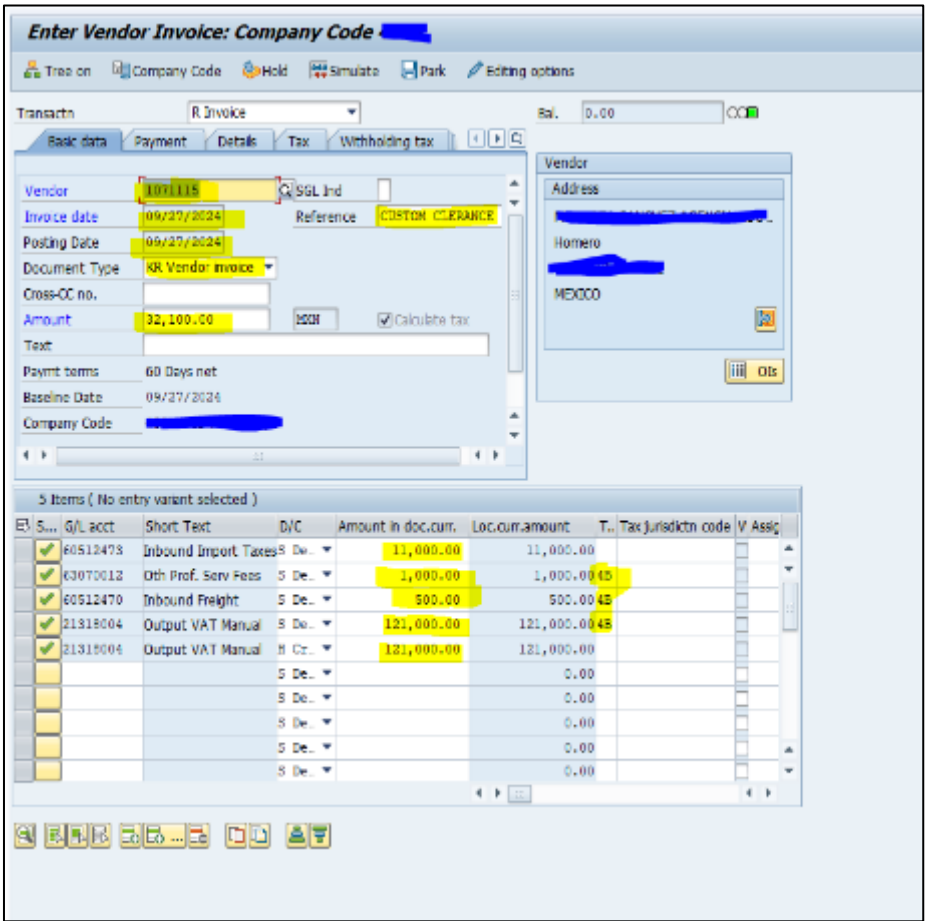 Enter Vendor Invoice: Company Code
Tree on Company Code Hold Simulate Park Editing options
Transactn R Invoice Bal. 0.00
Basic data Payment Details Tax Withholding tax
Vendor
Vendor 1071115 SGL Ind
Address
Invoice date 09/27/2024 Reference CUSTOM CLERANCE
Posting Date 09/27/2024
Homero
Document Type KR Vendor invoice
Cross-CC no.
MEXICO
Amount 32,100.00 MXN Calculate tax
Text
Paymt terms 60 Days net
OIs
Baseline Date 09/27/2024
Company Code
5 Items ( No entry variant selected )
S... G/L acct Short Text D/C Amount in doc.curr. Loc.curr.amount T.. Tax jurisdictn code V Assig
60512473 Inbound Import Taxes S De.. 11,000.00 11,000.00
63070012 Oth Prof. Serv Fees S De.. 1,000.00 1,000.00 4B
60512470 Inbound Freight S De.. 500.00 500.00 4B
21318004 Output VAT Manual S De.. 121,000.00 121,000.00 4B
21318004 Output VAT Manual H Cr.. 121,000.00 121,000.00
S De.. 0.00
S De.. 0.00
S De.. 0.00
S De.. 0.00
S De.. 0.00